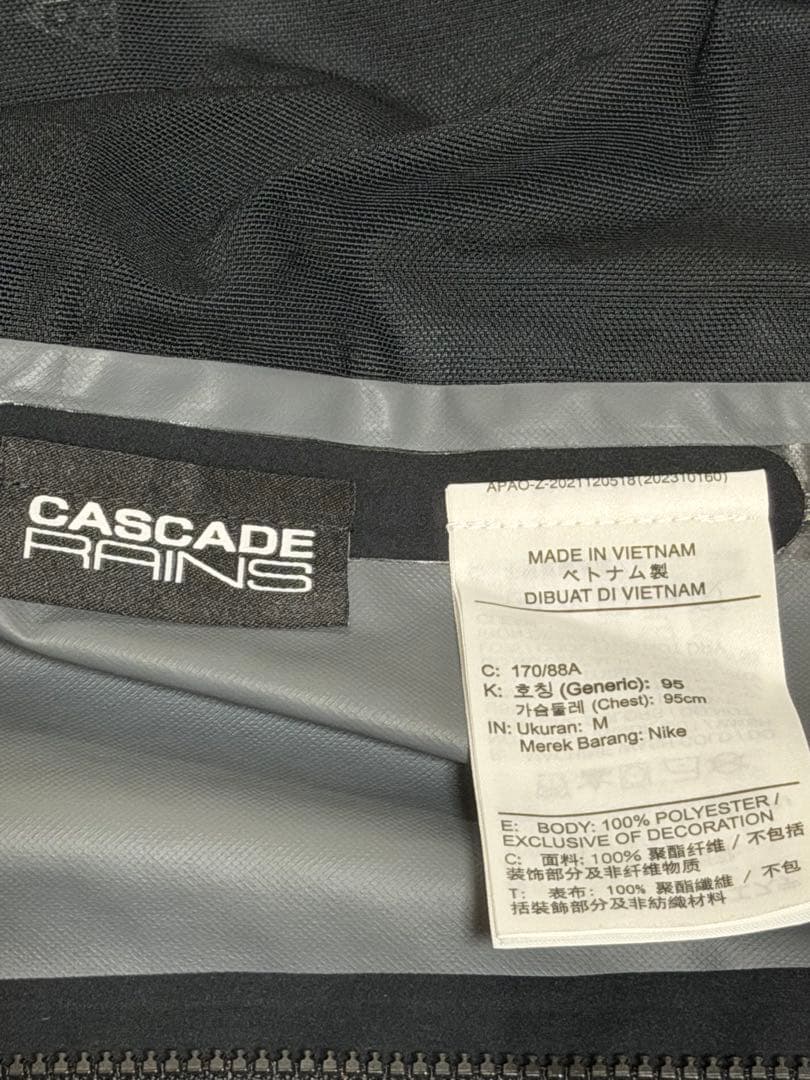 CASCADE
RAINS
APAO-Z-2021120518(202310160)
MADE IN VIETNAM
ベトナム製
DIBUAT DI VIETNAM
C: 170/88A
K: 호칭 (Generic): 95
가슴둘레 (Chest): 95cm
IN: Ukuran: M
Merek Barang: Nike
E: BODY: 100% POLYESTER /
EXCLUSIVE OF DECORATION
C: 面料: 100% 聚酯纤维 / 不包括
装饰部分及非纤维物质
T: 表布: 100% 聚酯纖維 / 不包
括裝飾部分及非紡織材料